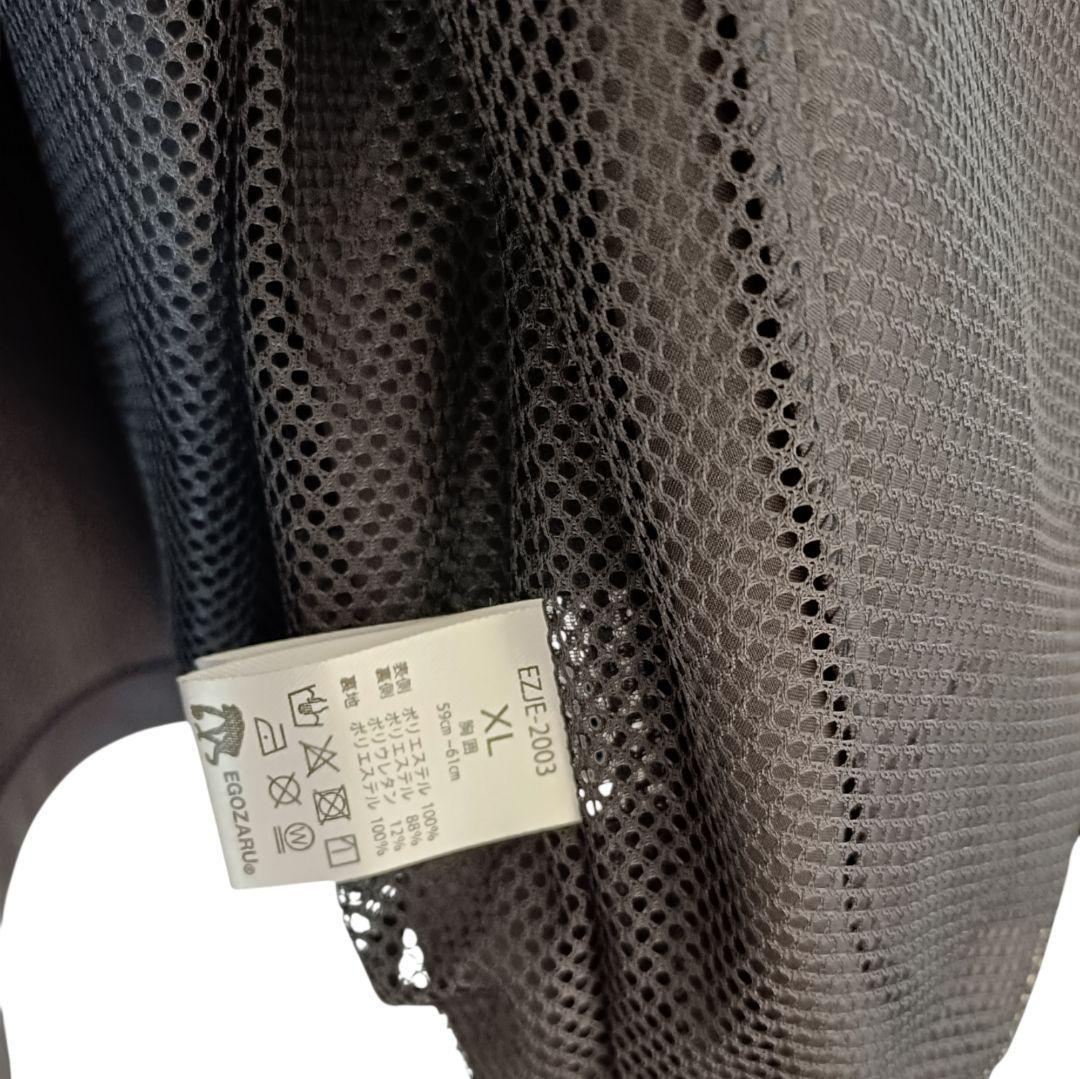 EZJE-2003
XL
胸囲
59cm-61cm
表側 ポリエステル 100%
裏側 ポリエステル 88%
ポリウレタン 12%
裏地 ポリエステル 100%
W
EGOZARU®